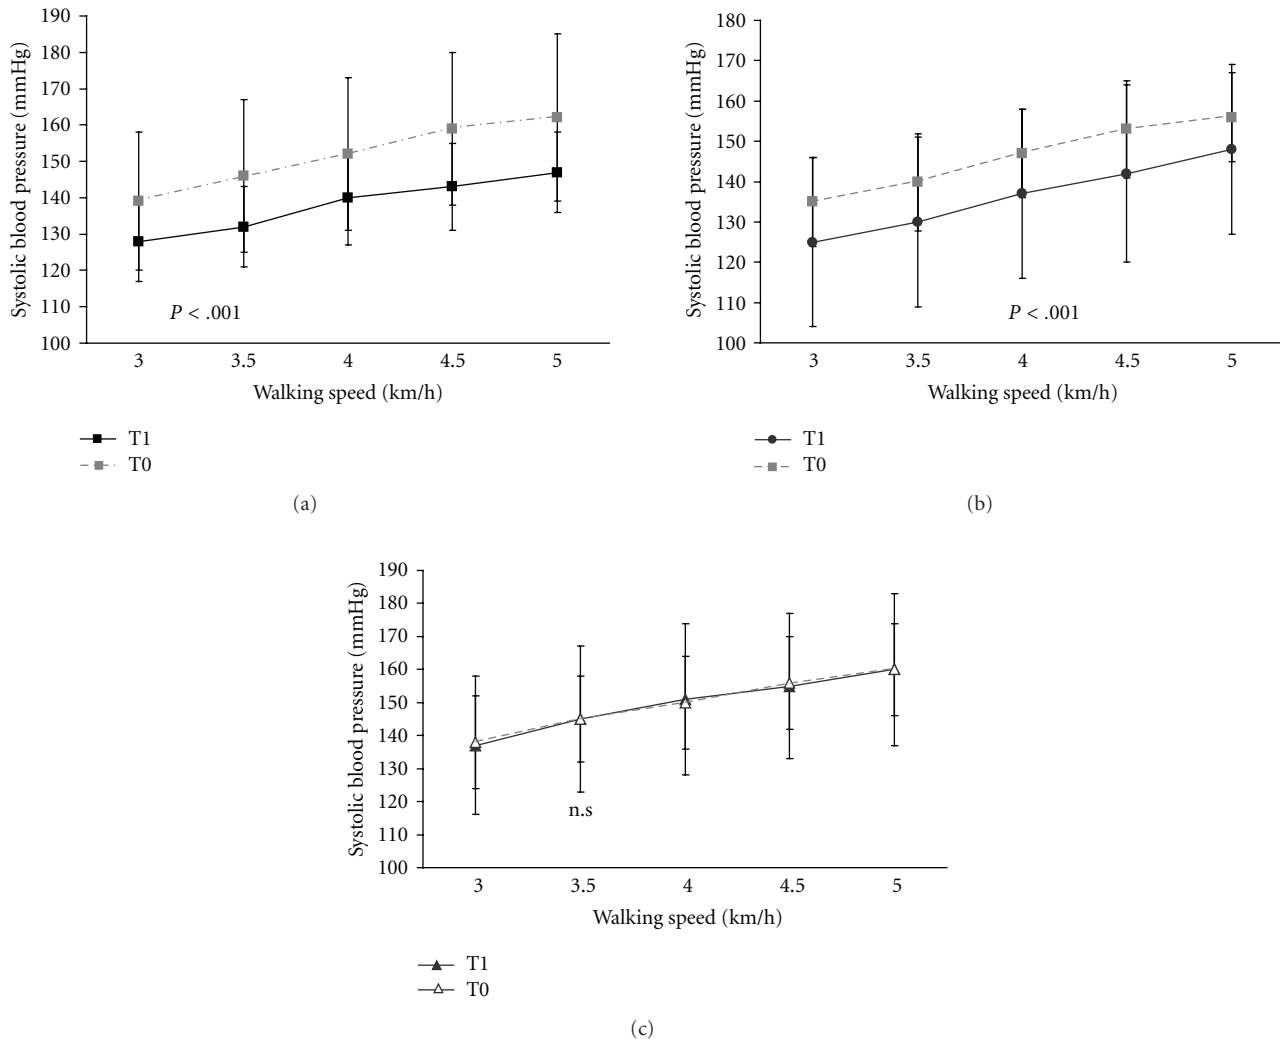 190
180
170
160
150
140
130
120
110
100
Systolic blood pressure (mmHg)
P < .001
3 3.5 4 4.5 5
Walking speed (km/h)
T1
T0
(a)
180
170
160
150
140
130
120
110
100
Systolic blood pressure (mmHg)
P < .001
3 3.5 4 4.5 5
Walking speed (km/h)
T1
T0
(b)
190
180
170
160
150
140
130
120
110
100
Systolic blood pressure (mmHg)
n.s
3 3.5 4 4.5 5
Walking speed (km/h)
T1
T0
(c)